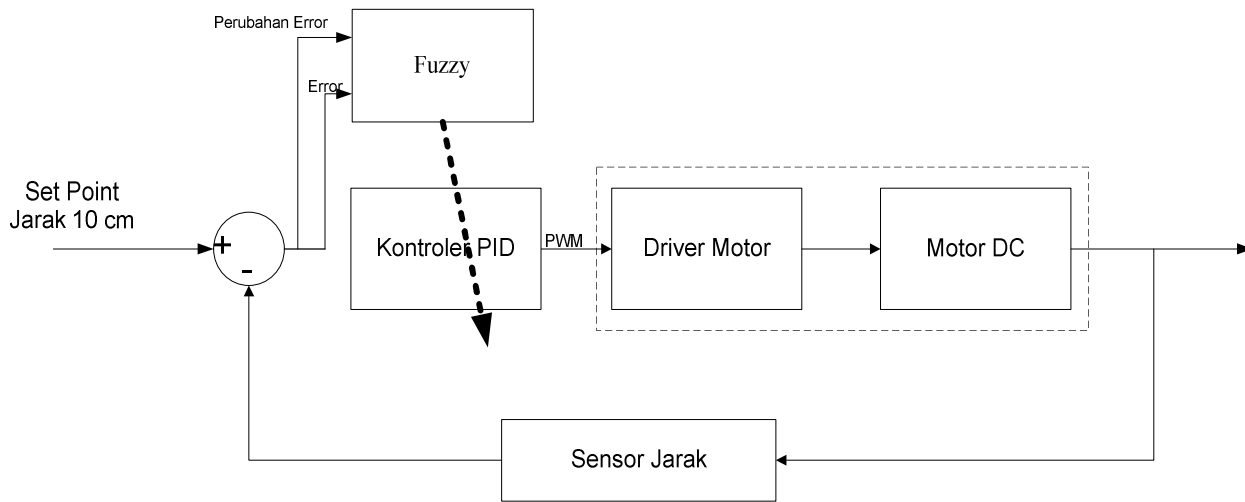 Perubahan Error
Fuzzy
Error
Set Point
Jarak 10 cm
+
-
Kontroler PID
PWM
Driver Motor
Motor DC
Sensor Jarak